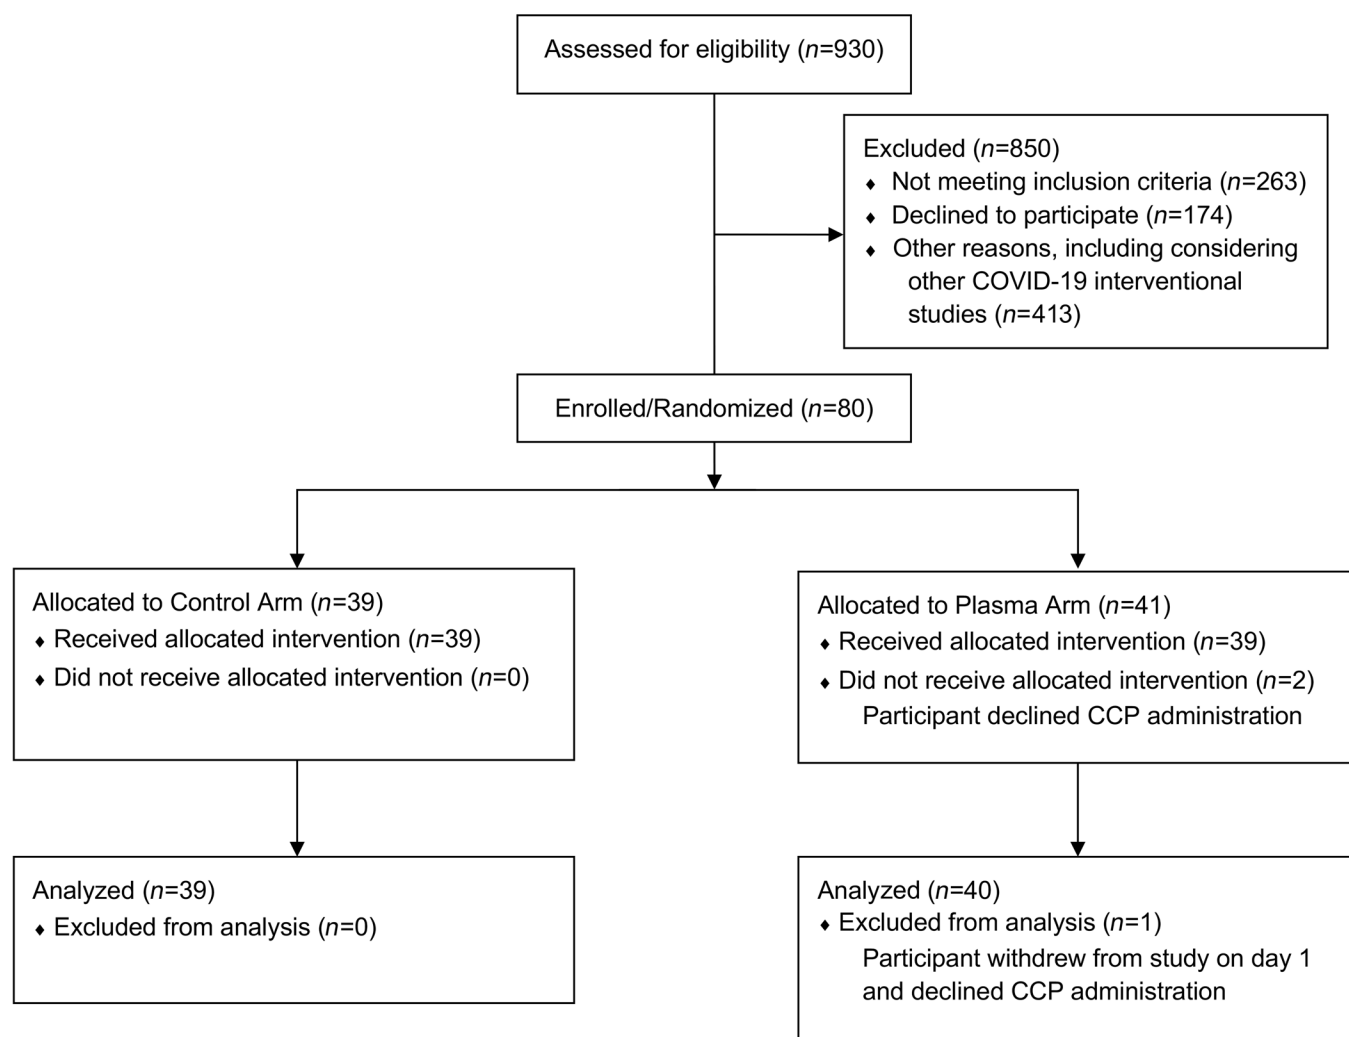 Assessed for eligibility (n=930)
Excluded (n=850)
♦ Not meeting inclusion criteria (n=263)
♦ Declined to participate (n=174)
♦ Other reasons, including considering
other COVID-19 interventional
studies (n=413)
Enrolled/Randomized (n=80)
Allocated to Control Arm (n=39)
♦ Received allocated intervention (n=39)
♦ Did not receive allocated intervention (n=0)
Allocated to Plasma Arm (n=41)
♦ Received allocated intervention (n=39)
♦ Did not receive allocated intervention (n=2)
Participant declined CCP administration
Analyzed (n=39)
♦ Excluded from analysis (n=0)
Analyzed (n=40)
♦ Excluded from analysis (n=1)
Participant withdrew from study on day 1
and declined CCP administration